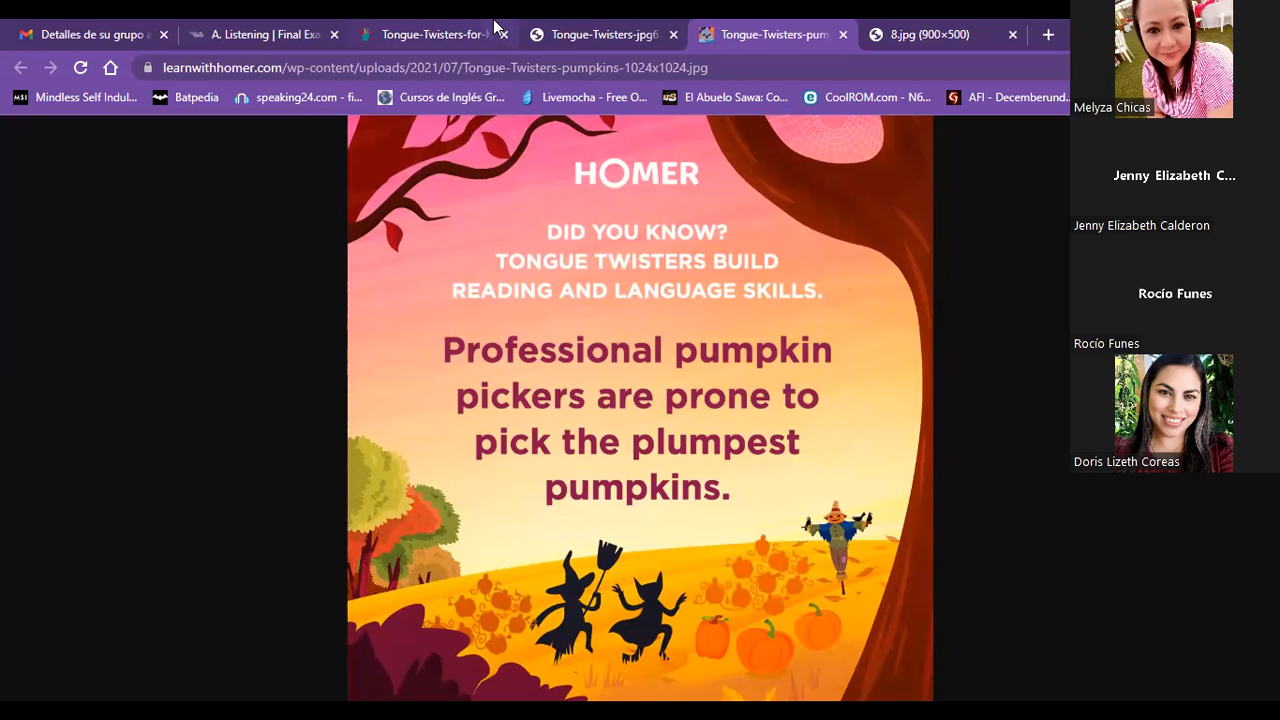 Detalles de su grupo a
A. Listening | Final Exa
Tongue-Twisters-for-
Tongue-Twisters-jpg6
Tongue-Twisters-pum
8.jpg (900×500)
learnwithhomer.com/wp-content/uploads/2021/07/Tongue-Twisters-pumpkins-1024x1024.jpg
MSI
Mindless Self Indul...
Batpedia
speaking24.com - fi...
Cursos de Inglés Gr...
Livemocha - Free O...
El Abuelo Sawa: Co...
CoolROM.com - N6...
AFI - Decemberund...
HOMER
DID YOU KNOW?
TONGUE TWISTERS BUILD
READING AND LANGUAGE SKILLS.
Professional pumpkin
pickers are prone to
pick the plumpest
pumpkins.
Melyza Chicas
Jenny Elizabeth C...
Jenny Elizabeth Calderon
Rocío Funes
Rocío Funes
Doris Lizeth Coreas